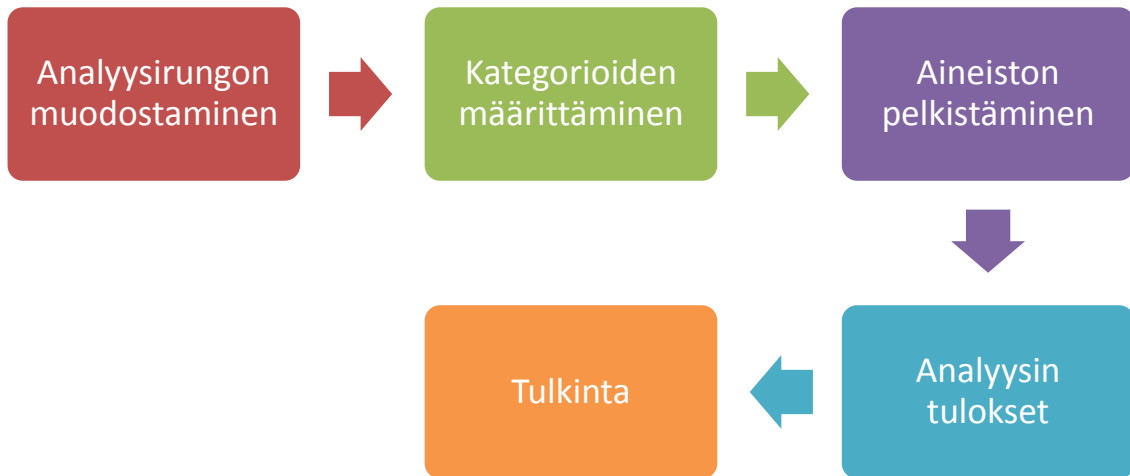 Analyysirungon
muodostaminen
Kategorioiden
määrittäminen
Aineiston
pelkistäminen
Analyysin
tulokset
Tulkinta